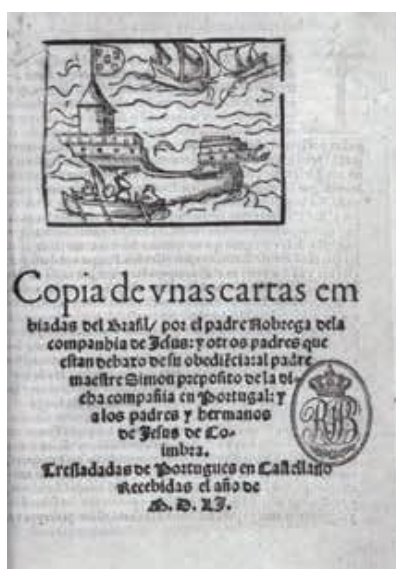 Copia de vnas cartas em
biadas del Brasil/ por el padre Nobrega dela
companhia de Jesus: y otros padres que
estan debaxo de su obediẽcia: al padre
maestre Simon preposito de la di-
cha compañia en Portugal: y
a los padres y hermanos
de Jesus de Co-
imbra.
Tresladadas de Portugues en Castellano
Recebidas el año de
M. D. LI.